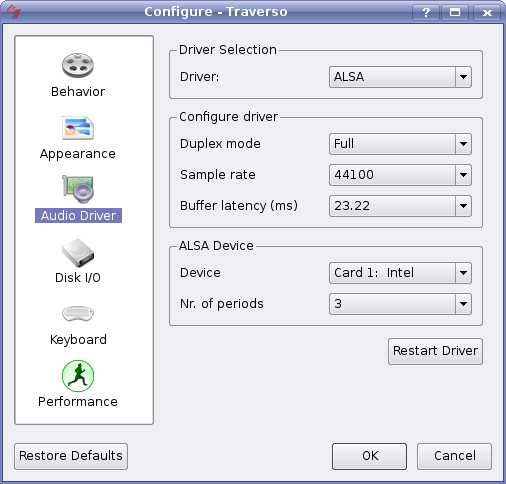 Configure - Traverso
Behavior
Appearance
Audio Driver
Disk I/O
Keyboard
Performance
Driver Selection
Driver: ALSA
Configure driver
Duplex mode Full
Sample rate 44100
Buffer latency (ms) 23.22
ALSA Device
Device Card 1: Intel
Nr. of periods 3
Restart Driver
Restore Defaults OK Cancel